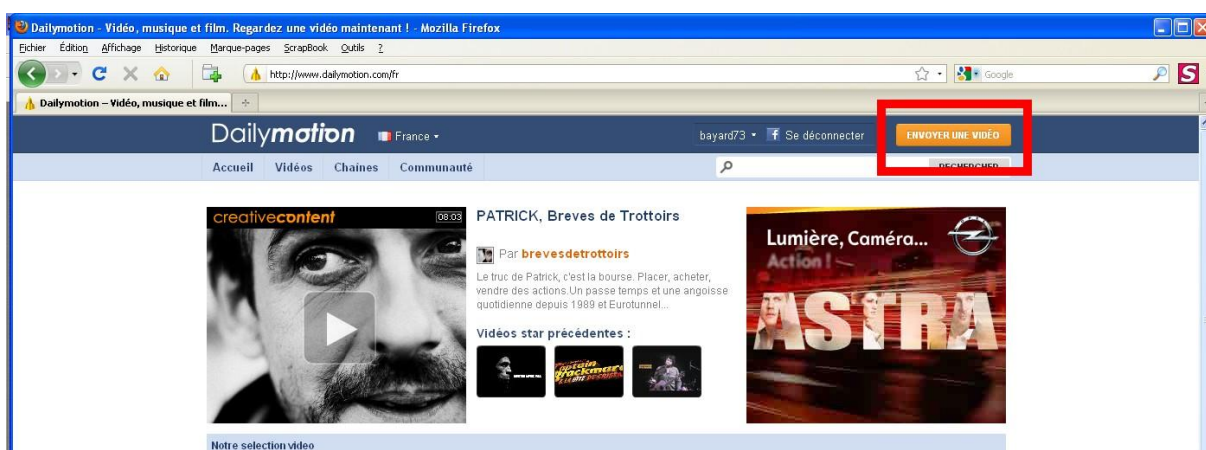 Dailymotion - Vidéo, musique et film. Regardez une vidéo maintenant ! - Mozilla Firefox
Fichier Édition Affichage Historique Marque-pages ScrapBook Outils ?
http://www.dailymotion.com/fr
Google
S
Dailymotion – Vidéo, musique et film...
Dailymotion France bayard73 f Se déconnecter ENVOYER UNE VIDÉO
Accueil Vidéos Chaînes Communauté RECHERCHER
creativecontent 08:03
PATRICK, Breves de Trottoirs
Par brevesdetrottoirs
Le truc de Patrick, c'est la bourse. Placer, acheter,
vendre des actions.Un passe temps et une angoisse
quotidienne depuis 1989 et Eurotunnel...
Vidéos star précédentes :
Lumière, Caméra...
Action !
ASTRA
Notre selection video